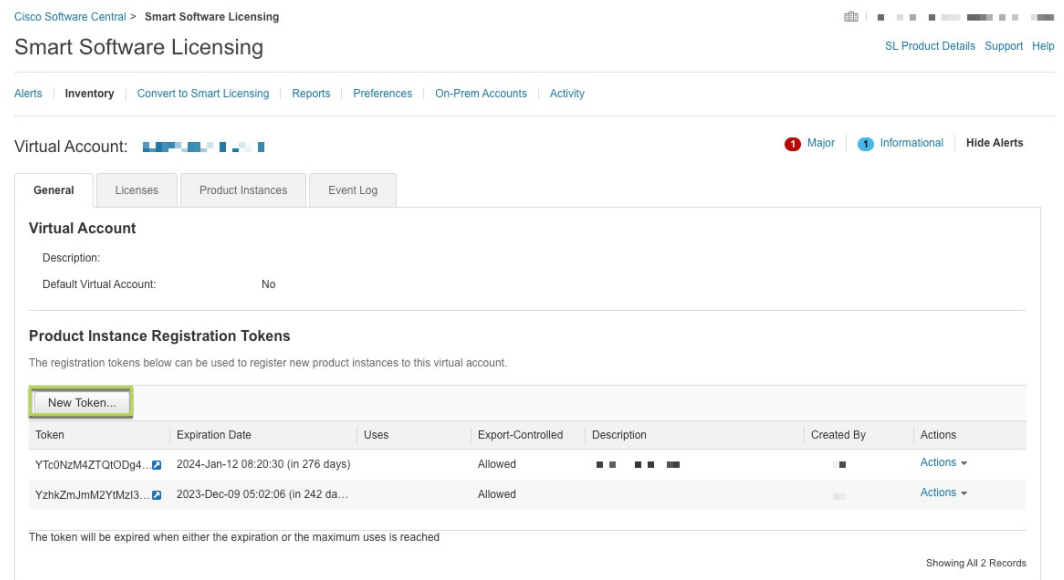 Cisco Software Central > Smart Software Licensing
Smart Software Licensing
SL Product Details Support Help
Alerts Inventory Convert to Smart Licensing Reports Preferences On-Prem Accounts Activity
Virtual Account:
1 Major 1 Informational Hide Alerts
General Licenses Product Instances Event Log
Virtual Account
Description:
Default Virtual Account: No
Product Instance Registration Tokens
The registration tokens below can be used to register new product instances to this virtual account.
New Token...
Token Expiration Date Uses Export-Controlled Description Created By Actions
YTc0NzM4ZTQtODg4... 2024-Jan-12 08:20:30 (in 276 days) Allowed Actions
YzhkZmJmM2YtMzI3... 2023-Dec-09 05:02:06 (in 242 da... Allowed Actions
The token will be expired when either the expiration or the maximum uses is reached
Showing All 2 Records